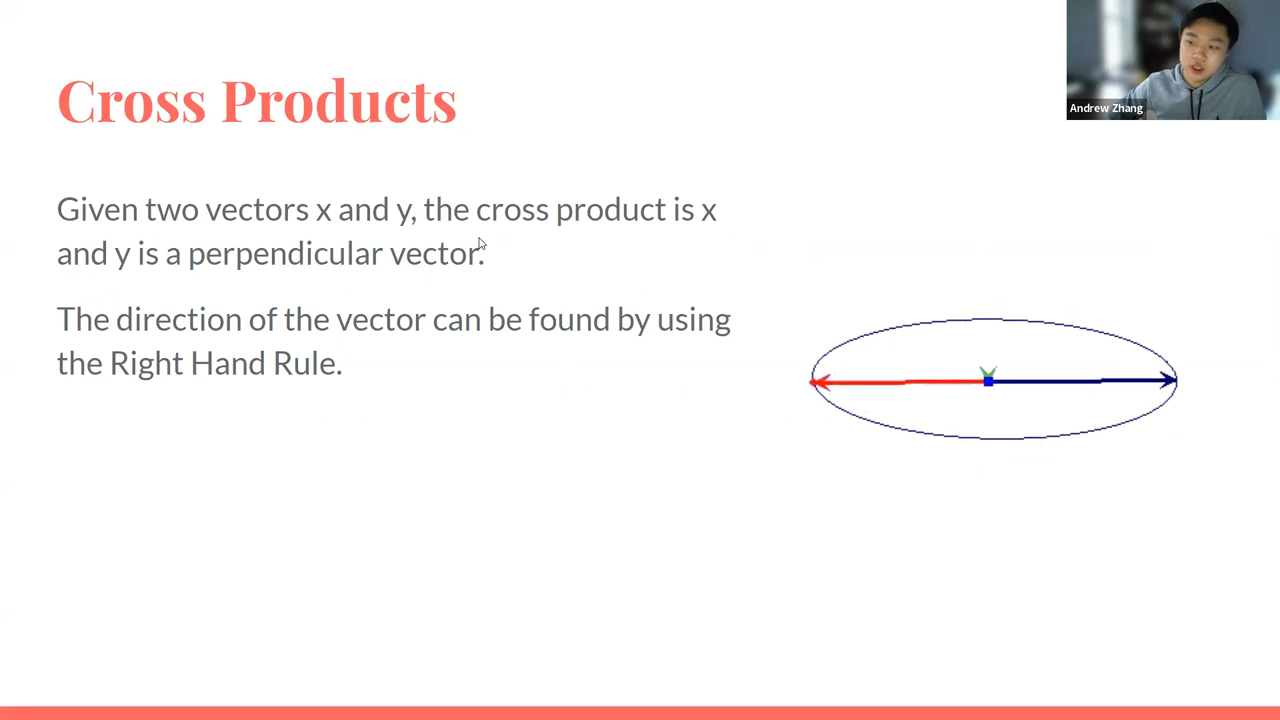 Cross Products
Andrew Zhang
Given two vectors x and y, the cross product is x
and y is a perpendicular vector.
The direction of the vector can be found by using
the Right Hand Rule.